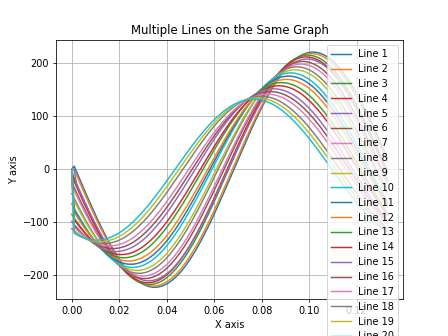 Multiple Lines on the Same Graph
Y axis
200
100
0
−100
−200
0.00
0.02
0.04
0.06
0.08
0.10
X axis
Line 1
Line 2
Line 3
Line 4
Line 5
Line 6
Line 7
Line 8
Line 9
Line 10
Line 11
Line 12
Line 13
Line 14
Line 15
Line 16
Line 17
Line 18
Line 19
Line 20